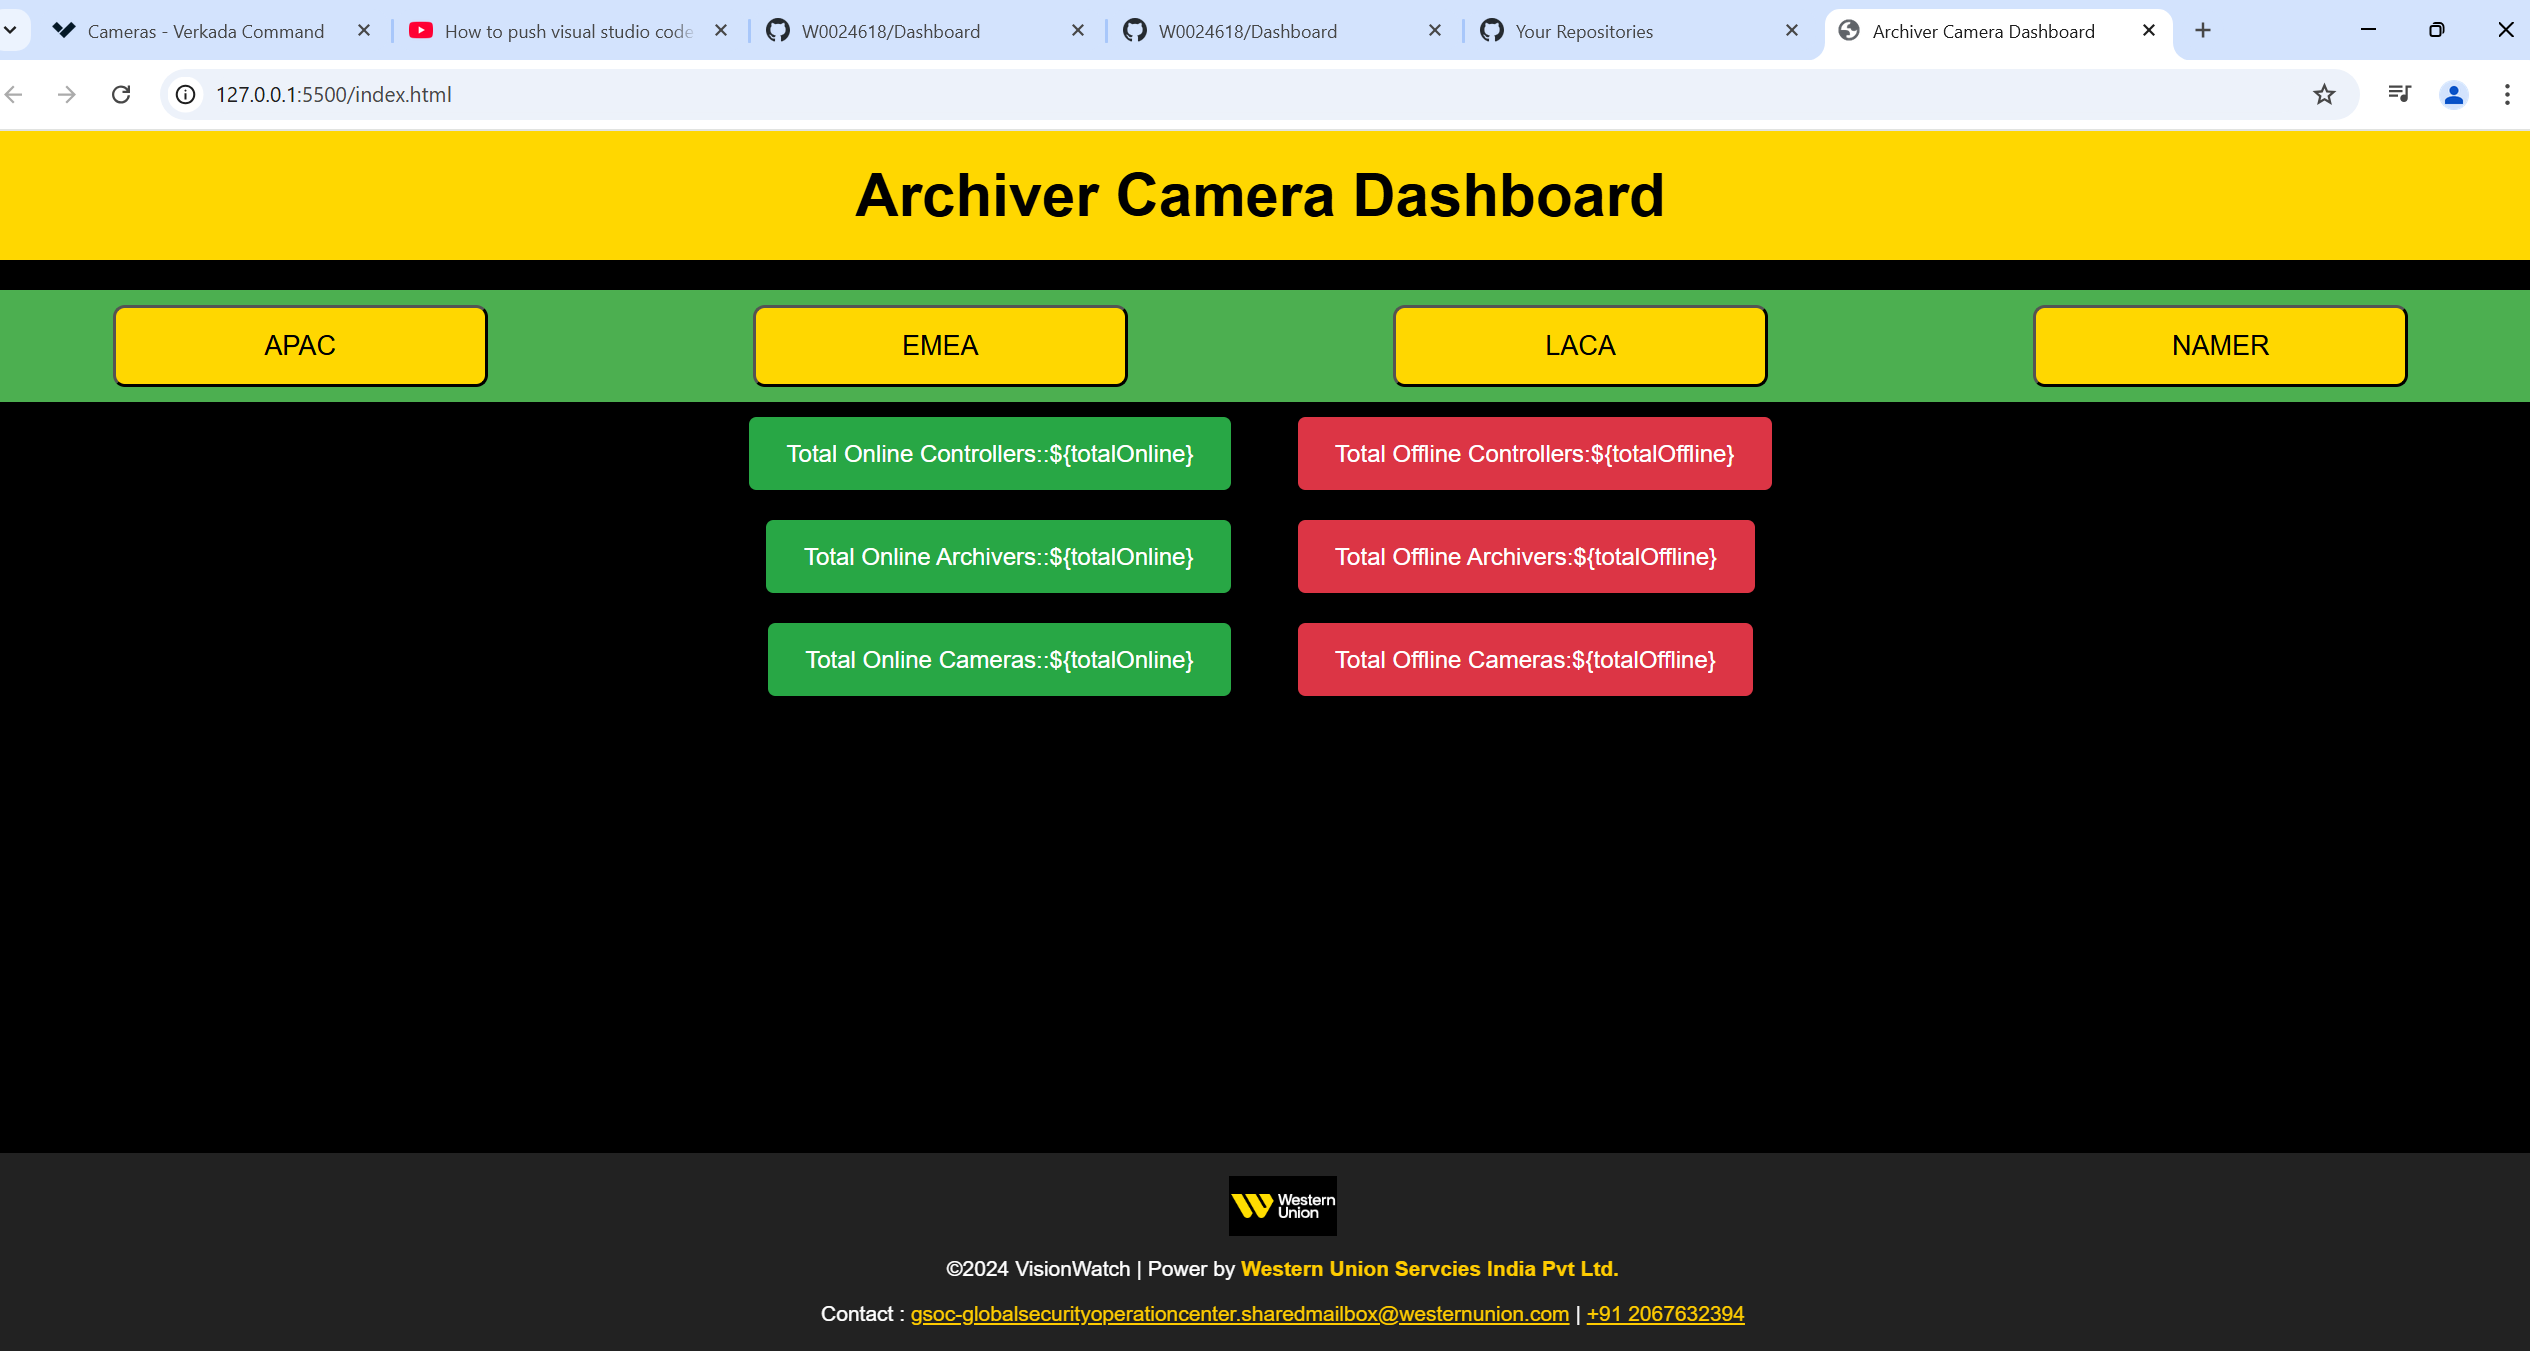 Cameras - Verkada Command
How to push visual studio code
W0024618/Dashboard
W0024618/Dashboard
Your Repositories
Archiver Camera Dashboard
127.0.0.1:5500/index.html
Archiver Camera Dashboard
APAC
EMEA
LACA
NAMER
Total Online Controllers::${totalOnline}
Total Offline Controllers:${totalOffline}
Total Online Archivers::${totalOnline}
Total Offline Archivers:${totalOffline}
Total Online Cameras::${totalOnline}
Total Offline Cameras:${totalOffline}
Western
Union
©2024 VisionWatch | Power by Western Union Servcies India Pvt Ltd.
Contact : gsoc-globalsecurityoperationcenter.sharedmailbox@westernunion.com | +91 2067632394